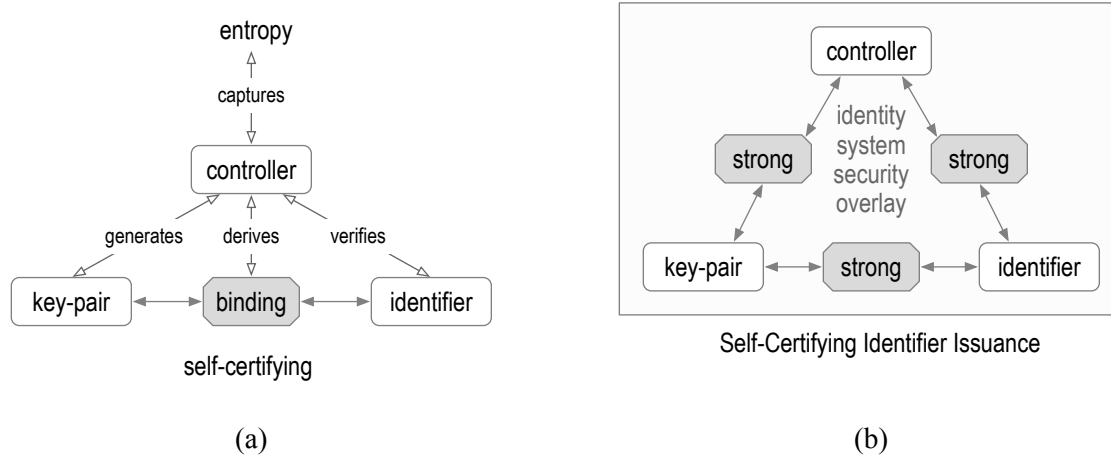 entropy
captures
controller
generates
derives
verifies
key-pair
binding
identifier
self-certifying
(a)
controller
identity
system
security
overlay
strong
strong
key-pair
strong
identifier
Self-Certifying Identifier Issuance
(b)